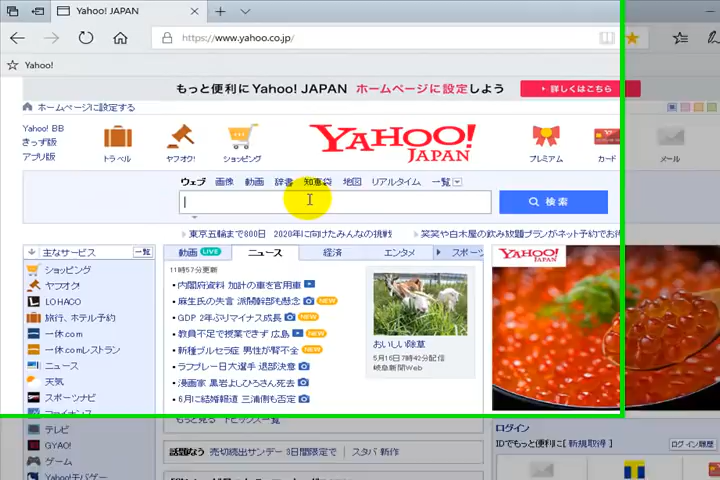 Yahoo! JAPAN
https://www.yahoo.co.jp/
Yahoo!
もっと便利にYahoo! JAPAN ホームページに設定しよう
詳しくはこちら
ホームページに設定する
Yahoo! BB
きっず版
アプリ版
トラベル
ヤフオク!
ショッピング
YAHOO!
JAPAN
プレミアム
カード
メール
ウェブ 画像 動画 辞書 知恵袋 地図 リアルタイム 一覧
検索
東京五輪まで800日 2020年に向けたみんなの挑戦
笑笑や白木屋の飲み放題プランがネット予約でお得
主なサービス 一覧
ショッピング
ヤフオク!
LOHACO
旅行、ホテル予約
一休.com
一休.comレストラン
ニュース
天気
スポーツナビ
ファイナンス
テレビ
GYAO!
ゲーム
Yahoo!モバゲー
動画 LIVE ニュース 経済 エンタメ スポーツ
11時57分更新
内閣府資料 加計の車を官用車
麻生氏の失言 派閥幹部も懸念 NEW
GDP 2年ぶりマイナス成長 NEW
教員不足で授業できず 広島 NEW
新種ブルセラ症 男性が腎不全 NEW
ラフプレー日大選手 退部決意
漫画家 黒岩よしひろさん死去
6月に結婚報道 三浦側も否定
もっと見る トピックス一覧
おいしい除草
5月16日7時42分配信
岐阜新聞Web
YAHOO!
JAPAN
話題なう 売切続出サンデー 3日間限定で スタバ 新作
ログイン
IDでもっと便利に[ 新規取得 ]
ログイン履歴